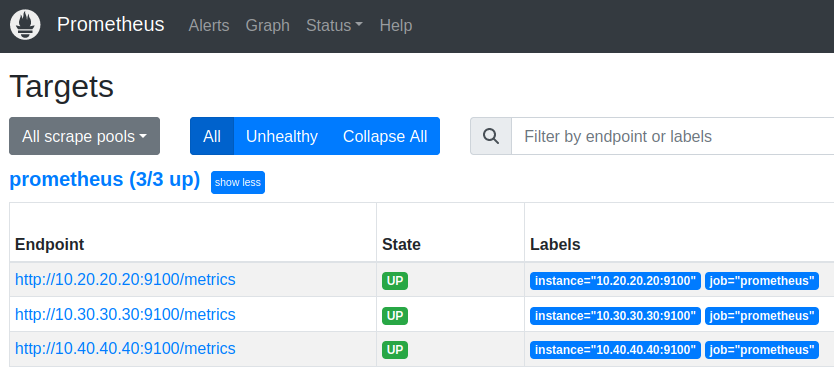 Prometheus Alerts Graph Status Help
Targets
All scrape pools All Unhealthy Collapse All Filter by endpoint or labels
prometheus (3/3 up) show less
Endpoint State Labels
http://10.20.20.20:9100/metrics UP instance="10.20.20.20:9100" job="prometheus"
http://10.30.30.30:9100/metrics UP instance="10.30.30.30:9100" job="prometheus"
http://10.40.40.40:9100/metrics UP instance="10.40.40.40:9100" job="prometheus"